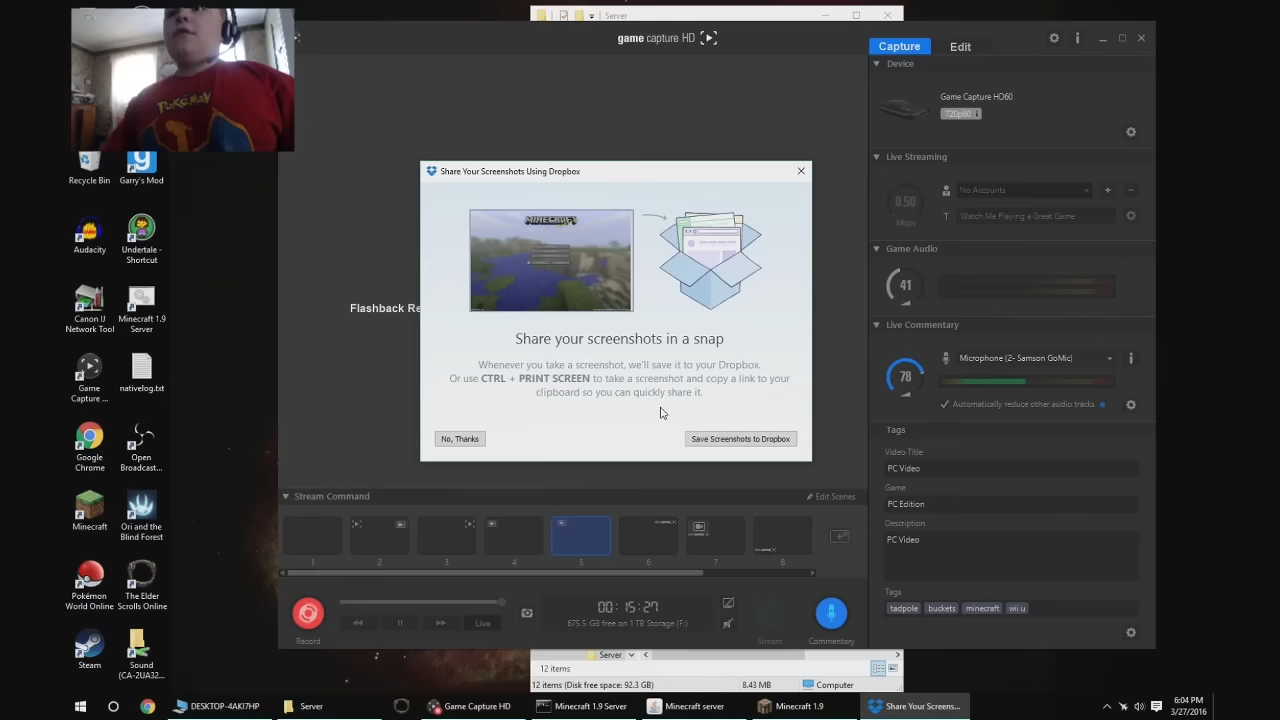 Server
game capture HD
Capture
Edit
Device
Game Capture HD60
720p60
Live Streaming
0.50
Mbps
No Accounts
T
Watch Me Playing a Great Game
Game Audio
41
Live Commentary
78
Microphone (2- Samson GoMic)
Automatically reduce other audio tracks
Tags
Video Title
PC Video
Game
PC Edition
Description
PC Video
Tags
tadpole
buckets
minecraft
wii u
POKéMON
Recycle Bin
Garry's Mod
Audacity
Undertale - Shortcut
Canon IJ Network Tool
Minecraft 1.9 Server
Game Capture ...
nativelog.txt
Google Chrome
Open Broadcast...
Minecraft
Ori and the Blind Forest
Pokémon World Online
The Elder Scrolls Online
Steam
Sound (CA-2UA32...
Flashback Re
Share Your Screenshots Using Dropbox
MINECRAFT
Share your screenshots in a snap
Whenever you take a screenshot, we'll save it to your Dropbox.
Or use CTRL + PRINT SCREEN to take a screenshot and copy a link to your
clipboard so you can quickly share it.
No, Thanks
Save Screenshots to Dropbox
Stream Command
Edit Scenes
1
2
3
4
5
6
7
8
Record
Live
00:15:27
675.5 GB free on 1 TB Storage (F:)
Stream
Commentary
Server
12 items
12 items (Disk free space: 92.3 GB)
8.43 MB
Computer
DESKTOP-4AKI7HP
Server
Game Capture HD
Minecraft 1.9 Server
Minecraft server
Minecraft 1.9
Share Your Screens...
6:04 PM
3/27/2016